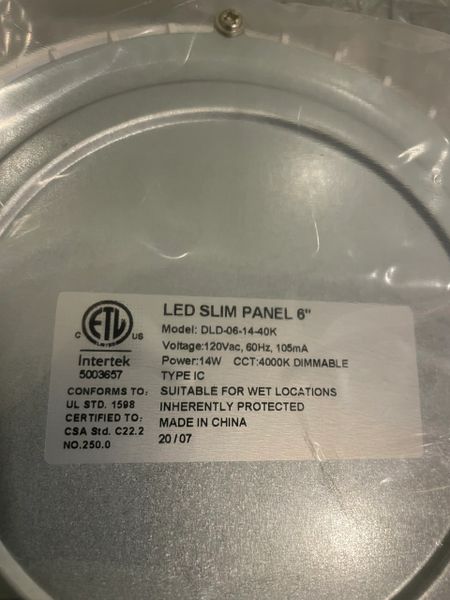 LED SLIM PANEL 6"
Model: DLD-06-14-40K
Voltage:120Vac, 60Hz, 105mA
Power:14W CCT:4000K DIMMABLE
TYPE IC
SUITABLE FOR WET LOCATIONS
INHERENTLY PROTECTED
MADE IN CHINA
20 / 07
C ETL US
LISTED
Intertek
5003657
CONFORMS TO:
UL STD. 1598
CERTIFIED TO:
CSA Std. C22.2
NO.250.0